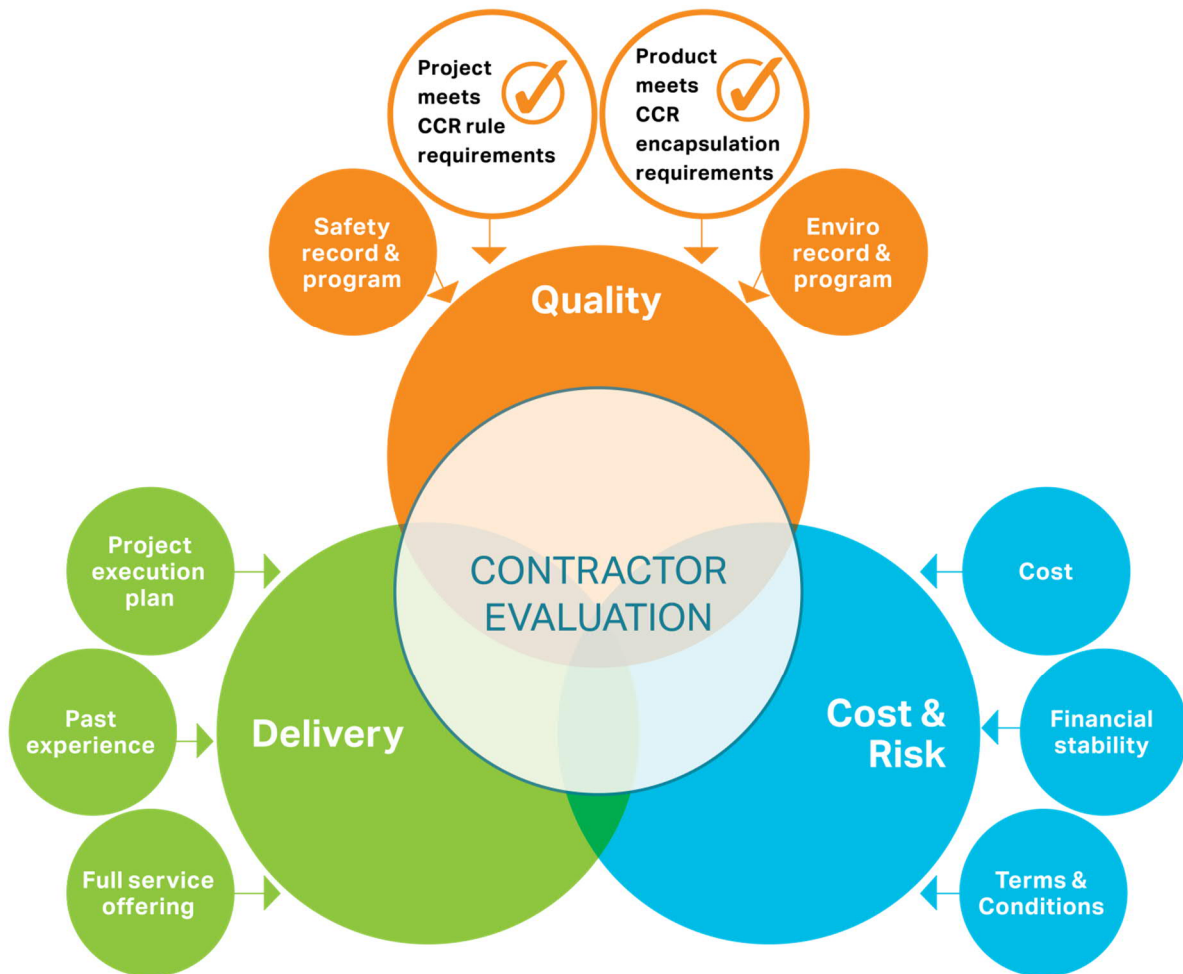 Project
meets
CCR rule
requirements
Product
meets
CCR
encapsulation
requirements
Safety
record &
program
Enviro
record &
program
Quality
Project
execution
plan
Cost
CONTRACTOR
EVALUATION
Past
experience
Delivery
Cost &
Risk
Financial
stability
Full service
offering
Terms &
Conditions